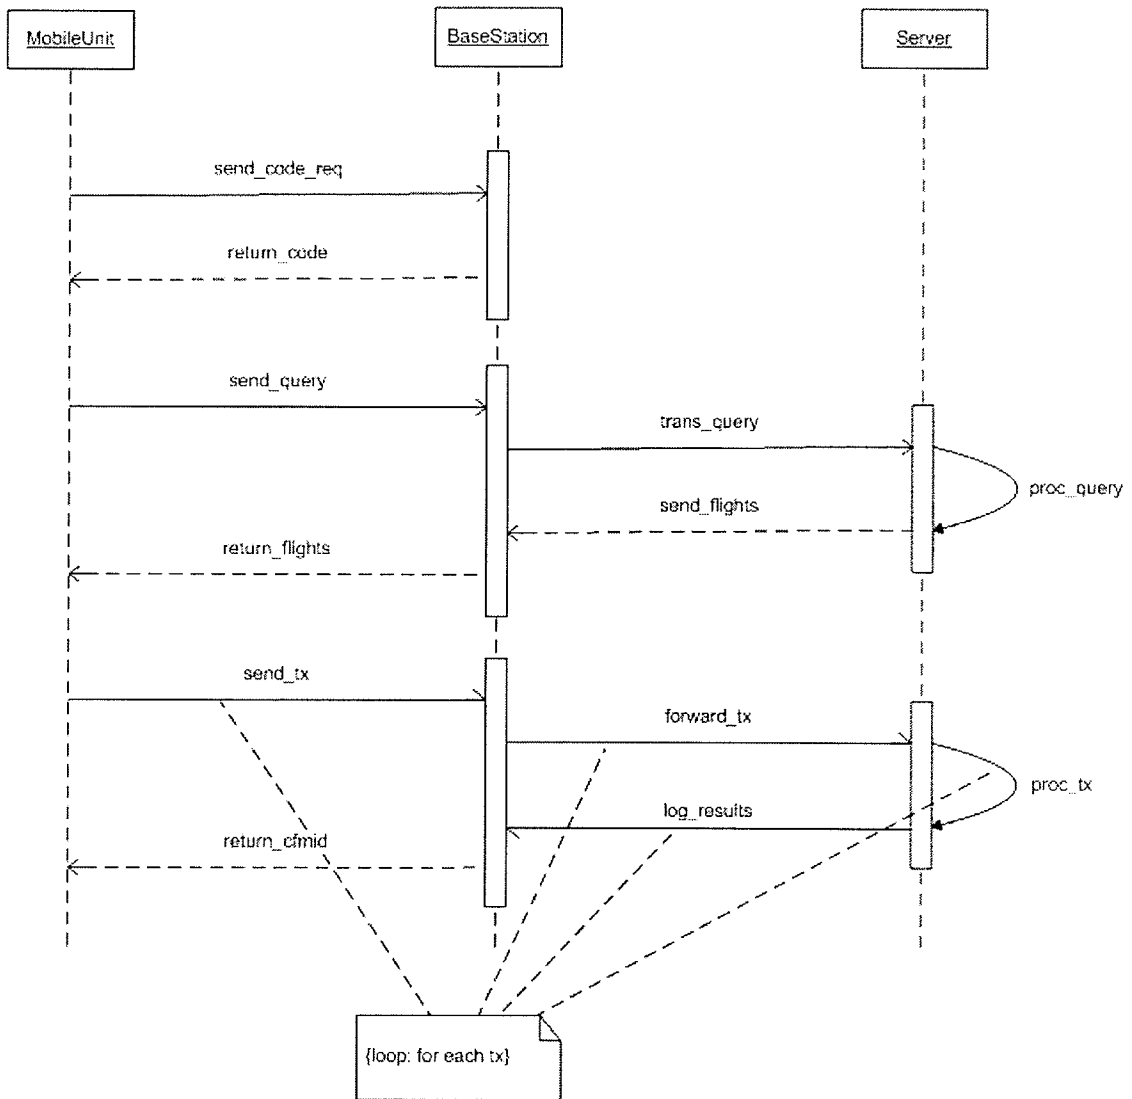 MobileUnit
BaseStation
Server
send_code_req
return_code
send_query
trans_query
proc_query
send_flights
return_flights
send_tx
forward_tx
proc_tx
log_results
return_cfmid
{loop: for each tx}